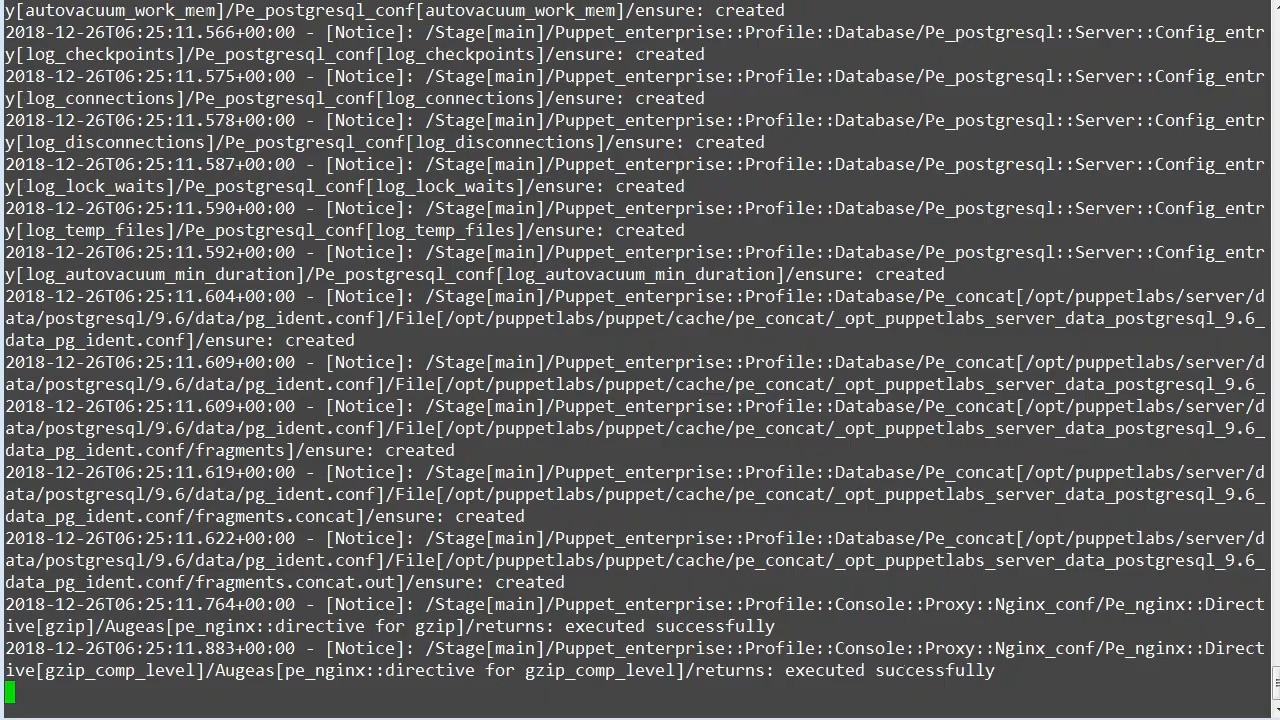 y[autovacuum_work_mem]/Pe_postgresql_conf[autovacuum_work_mem]/ensure: created
2018-12-26T06:25:11.566+00:00 - [Notice]: /Stage[main]/Puppet_enterprise::Profile::Database/Pe_postgresql::Server::Config_entr
y[log_checkpoints]/Pe_postgresql_conf[log_checkpoints]/ensure: created
2018-12-26T06:25:11.575+00:00 - [Notice]: /Stage[main]/Puppet_enterprise::Profile::Database/Pe_postgresql::Server::Config_entr
y[log_connections]/Pe_postgresql_conf[log_connections]/ensure: created
2018-12-26T06:25:11.578+00:00 - [Notice]: /Stage[main]/Puppet_enterprise::Profile::Database/Pe_postgresql::Server::Config_entr
y[log_disconnections]/Pe_postgresql_conf[log_disconnections]/ensure: created
2018-12-26T06:25:11.587+00:00 - [Notice]: /Stage[main]/Puppet_enterprise::Profile::Database/Pe_postgresql::Server::Config_entr
y[log_lock_waits]/Pe_postgresql_conf[log_lock_waits]/ensure: created
2018-12-26T06:25:11.590+00:00 - [Notice]: /Stage[main]/Puppet_enterprise::Profile::Database/Pe_postgresql::Server::Config_entr
y[log_temp_files]/Pe_postgresql_conf[log_temp_files]/ensure: created
2018-12-26T06:25:11.592+00:00 - [Notice]: /Stage[main]/Puppet_enterprise::Profile::Database/Pe_postgresql::Server::Config_entr
y[log_autovacuum_min_duration]/Pe_postgresql_conf[log_autovacuum_min_duration]/ensure: created
2018-12-26T06:25:11.604+00:00 - [Notice]: /Stage[main]/Puppet_enterprise::Profile::Database/Pe_concat[/opt/puppetlabs/server/d
ata/postgresql/9.6/data/pg_ident.conf]/File[/opt/puppetlabs/puppet/cache/pe_concat/_opt_puppetlabs_server_data_postgresql_9.6_
data_pg_ident.conf]/ensure: created
2018-12-26T06:25:11.609+00:00 - [Notice]: /Stage[main]/Puppet_enterprise::Profile::Database/Pe_concat[/opt/puppetlabs/server/d
ata/postgresql/9.6/data/pg_ident.conf]/File[/opt/puppetlabs/puppet/cache/pe_concat/_opt_puppetlabs_server_data_postgresql_9.6_
2018-12-26T06:25:11.609+00:00 - [Notice]: /Stage[main]/Puppet_enterprise::Profile::Database/Pe_concat[/opt/puppetlabs/server/d
ata/postgresql/9.6/data/pg_ident.conf]/File[/opt/puppetlabs/puppet/cache/pe_concat/_opt_puppetlabs_server_data_postgresql_9.6_
data_pg_ident.conf/fragments]/ensure: created
2018-12-26T06:25:11.619+00:00 - [Notice]: /Stage[main]/Puppet_enterprise::Profile::Database/Pe_concat[/opt/puppetlabs/server/d
ata/postgresql/9.6/data/pg_ident.conf]/File[/opt/puppetlabs/puppet/cache/pe_concat/_opt_puppetlabs_server_data_postgresql_9.6_
data_pg_ident.conf/fragments.concat]/ensure: created
2018-12-26T06:25:11.622+00:00 - [Notice]: /Stage[main]/Puppet_enterprise::Profile::Database/Pe_concat[/opt/puppetlabs/server/d
ata/postgresql/9.6/data/pg_ident.conf]/File[/opt/puppetlabs/puppet/cache/pe_concat/_opt_puppetlabs_server_data_postgresql_9.6_
data_pg_ident.conf/fragments.concat.out]/ensure: created
2018-12-26T06:25:11.764+00:00 - [Notice]: /Stage[main]/Puppet_enterprise::Profile::Console::Proxy::Nginx_conf/Pe_nginx::Direct
ive[gzip]/Augeas[pe_nginx::directive for gzip]/returns: executed successfully
2018-12-26T06:25:11.883+00:00 - [Notice]: /Stage[main]/Puppet_enterprise::Profile::Console::Proxy::Nginx_conf/Pe_nginx::Direct
ive[gzip_comp_level]/Augeas[pe_nginx::directive for gzip_comp_level]/returns: executed successfully